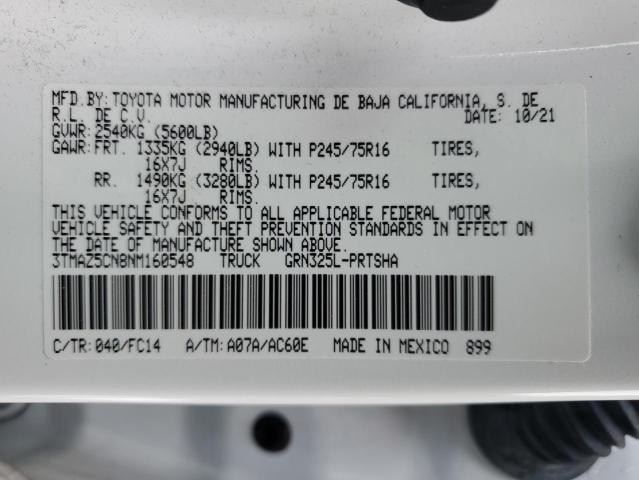 MFD.BY:TOYOTA MOTOR MANUFACTURING DE BAJA CALIFORNIA, S. DE
R.L. DE C.V. DATE: 10/21
GVWR:2540KG (5600LB)
GAWR:FRT. 1335KG (2940LB) WITH P245/75R16 TIRES,
16X7J RIMS.
RR. 1490KG (3280LB) WITH P245/75R16 TIRES,
16X7J RIMS.
THIS VEHICLE CONFORMS TO ALL APPLICABLE FEDERAL MOTOR
VEHICLE SAFETY AND THEFT PREVENTION STANDARDS IN EFFECT ON
THE DATE OF MANUFACTURE SHOWN ABOVE.
3TMAZ5CN8NM160548 TRUCK GRN325L-PRTSHA
C/TR:040/FC14 A/TM:A07A/AC60E MADE IN MEXICO 899